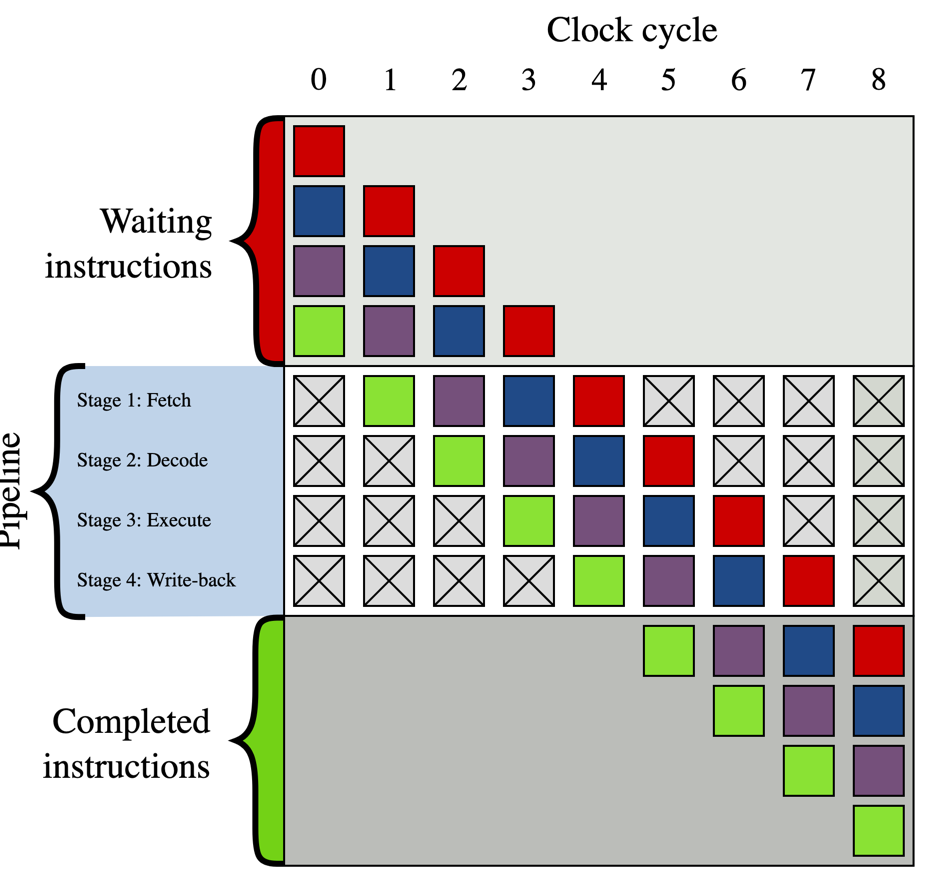 Clock cycle
0 1 2 3 4 5 6 7 8
Waiting
instructions
Pipeline
Stage 1: Fetch
Stage 2: Decode
Stage 3: Execute
Stage 4: Write-back
Completed
instructions